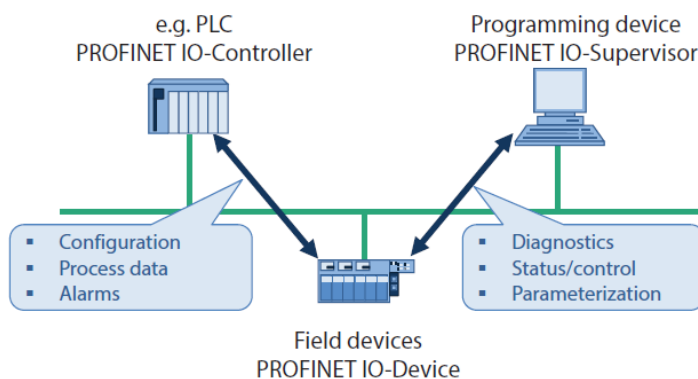 e.g. PLC
PROFINET IO-Controller
Programming device
PROFINET IO-Supervisor
▪ Configuration
▪ Process data
▪ Alarms
▪ Diagnostics
▪ Status/control
▪ Parameterization
Field devices
PROFINET IO-Device